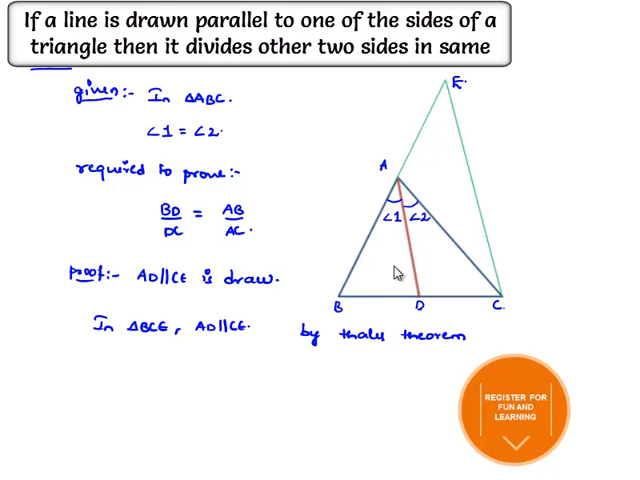 If a line is drawn parallel to one of the sides of a
triangle then it divides other two sides in same
given:- In ΔABC.
∠1 = ∠2.
required to prove:-
BD/DC = AB/AC.
proof:- AD∥CE is draw.
In ΔBCE, AD∥CE. by thales theorem
E.
A
∠1 ∠2
B D C.
REGISTER FOR
FUN AND
LEARNING